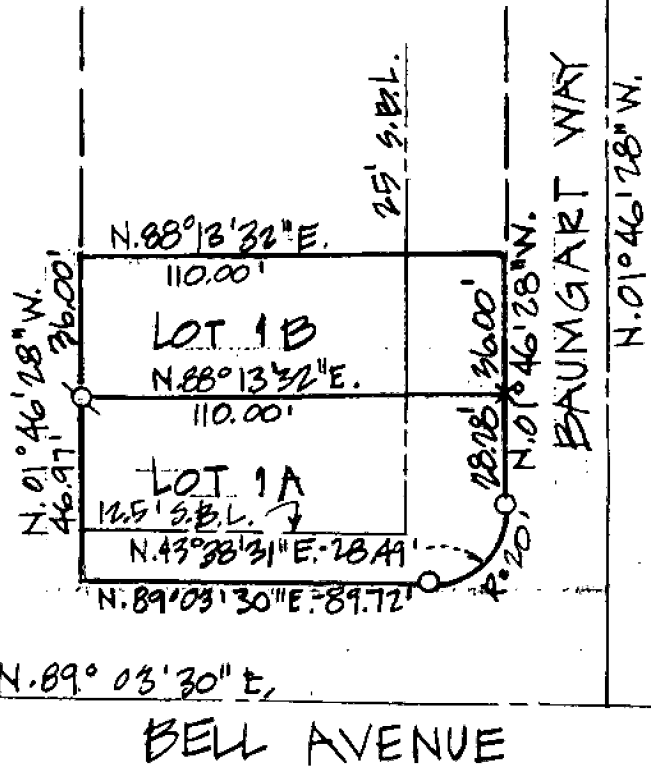 25' S.B.L.
BAUMGART WAY
N.01°46'28"W.
N.88°13'32"E.
110.00'
N.01°46'28"W.
36.00'
36.00'
N.01°46'28"W.
LOT 1B
N.88°13'32"E.
110.00'
46.97'
28.28'
LOT 1A
12.5' S.B.L.
N.43°38'31"E.-28.49'
R=20'
N.89°03'30"E.-89.72'
N.89°03'30"E,
BELL AVENUE